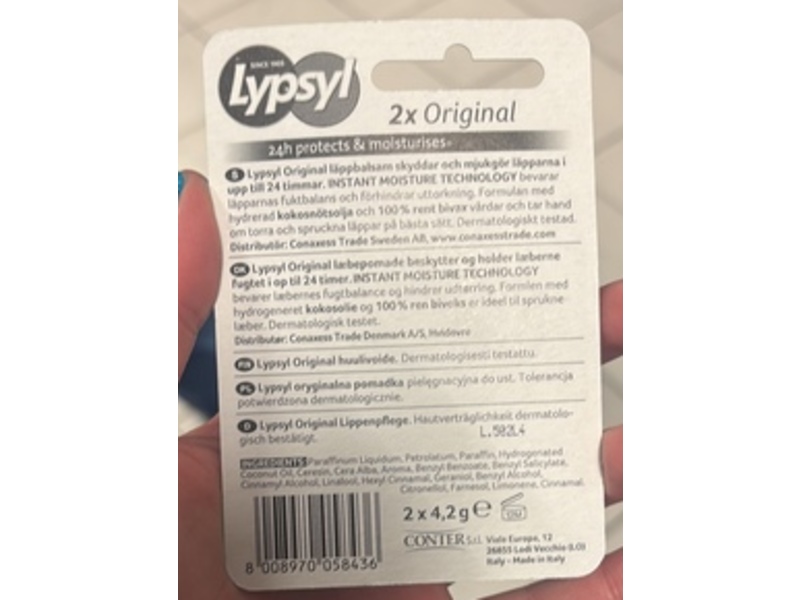 SINCE 1908
Lypsyl
2x Original
24h protects & moisturises
S Lypsyl Original läppbalsam skyddar och mjukgör läpparna i
upp till 24 timmar. INSTANT MOISTURE TECHNOLOGY bevarar
läpparnas fuktbalans och förhindrar uttorkning. Formulan med
hydrerad kokosnötsolja och 100% rent bivax vårdar och tar hand
om torra och spruckna läppar på bästa sätt. Dermatologiskt testad.
Distributör: Conaxess Trade Sweden AB, www.conaxesstrade.com
DK Lypsyl Original læbepomade beskytter og holder læberne
fugtet i op til 24 timer. INSTANT MOISTURE TECHNOLOGY
bevarer læbernes fugtbalance og hindrer udtørring. Formlen med
hydrogeneret kokosolie og 100% ren bivoks er ideel til sprukne
læber. Dermatologisk testet.
Distributør: Conaxess Trade Denmark A/S, Hvidovre
FIN Lypsyl Original huulivoide. Dermatologisesti testattu.
PL Lypsyl oryginalna pomadka pielęgnacyjna do ust. Tolerancja
potwierdzona dermatologicznie.
D Lypsyl Original Lippenpflege. Hautverträglichkeit dermatolo-
gisch bestätigt.
L.502L4
INGREDIENTS: Paraffinum Liquidum, Petrolatum, Paraffin, Hydrogenated
Coconut Oil, Ceresin, Cera Alba, Aroma, Benzyl Benzoate, Benzyl Salicylate,
Cinnamyl Alcohol, Linalool, Hexyl Cinnamal, Geraniol, Benzyl Alcohol,
Citronellol, Farnesol, Limonene, Cinnamal.
2 x 4,2 g e
CONTER S.r.l. Viale Europa, 12
26855 Lodi Vecchio (LO)
Italy - Made in Italy
8 008970 058436